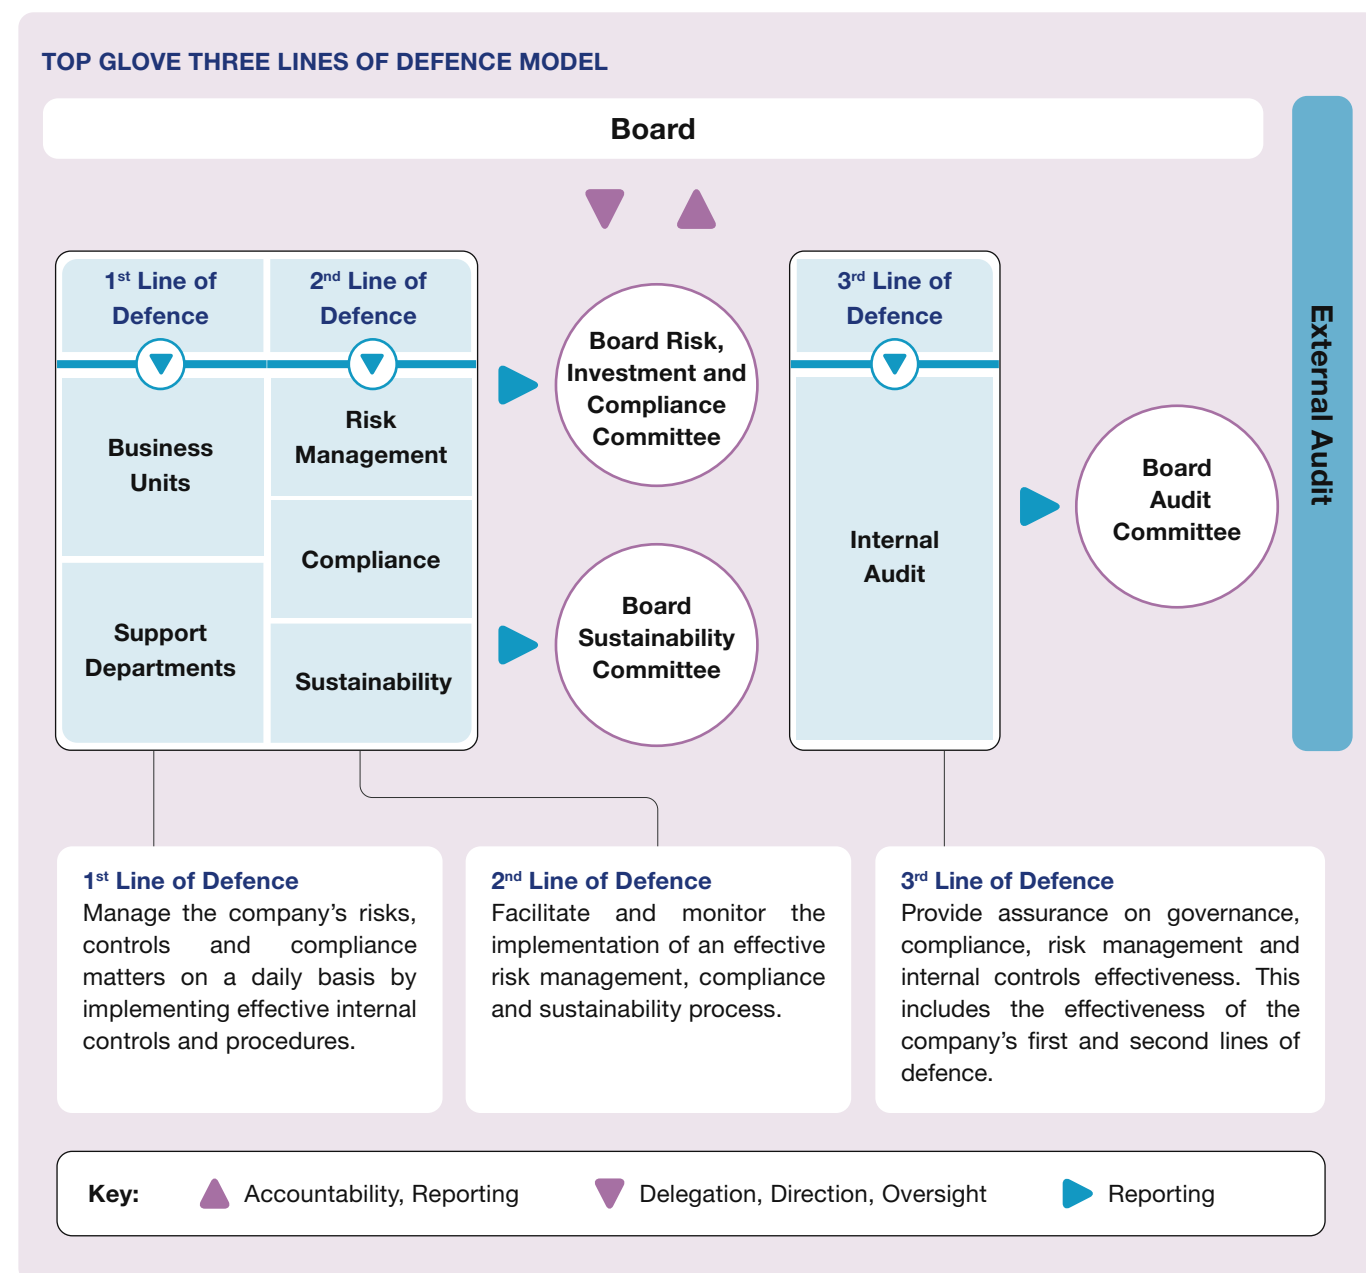 TOP GLOVE THREE LINES OF DEFENCE MODEL
Board
External Audit
1st Line of
Defence
Business
Units
Support
Departments
2nd Line of
Defence
Risk
Management
Compliance
Sustainability
Board Risk,
Investment and
Compliance
Committee
Board
Sustainability
Committee
3rd Line of
Defence
Internal
Audit
Board
Audit
Committee
1st Line of Defence
Manage the company’s risks,
controls and compliance
matters on a daily basis by
implementing effective internal
controls and procedures.
2nd Line of Defence
Facilitate and monitor the
implementation of an effective
risk management, compliance
and sustainability process.
3rd Line of Defence
Provide assurance on governance,
compliance, risk management and
internal controls effectiveness. This
includes the effectiveness of the
company’s first and second lines of
defence.
Key:
Accountability, Reporting
Delegation, Direction, Oversight
Reporting